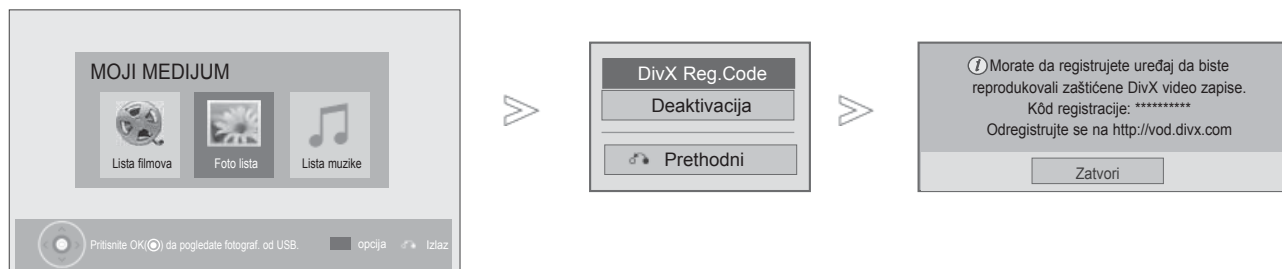 MOJI MEDIJUM
Lista filmova
Foto lista
Lista muzike
Pritisnite OK(◉) da pogledate fotograf. od USB.
opcija
Izlaz
DivX Reg.Code
Deaktivacija
Prethodni
Morate da registrujete uređaj da biste
reprodukovali zaštićene DivX video zapise.
Kôd registracije: **********
Odregistrujte se na http://vod.divx.com
Zatvori